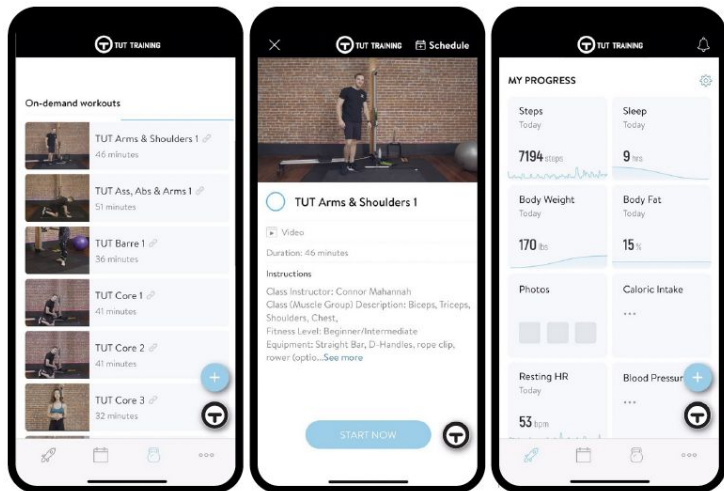 TUT TRAINING
On-demand workouts
TUT Arms & Shoulders 1
46 minutes
TUT Ass, Abs & Arms 1
51 minutes
TUT Barre 1
36 minutes
TUT Core 1
41 minutes
TUT Core 2
41 minutes
TUT Core 3
32 minutes
TUT TRAINING
Schedule
TUT Arms & Shoulders 1
Video
Duration: 46 minutes
Instructions
Class Instructor: Connor Mahannah
Class (Muscle Group) Description: Biceps, Triceps,
Shoulders, Chest,
Fitness Level: Beginner/Intermediate
Equipment: Straight Bar, D-Handles, rope clip,
rower (optio...See more
START NOW
TUT TRAINING
MY PROGRESS
Steps
Today
7194 steps
Sleep
Today
9 hrs
Body Weight
Today
170 lbs
Body Fat
Today
15 %
Photos
Caloric Intake
...
Resting HR
Today
53 bpm
Blood Pressur
...